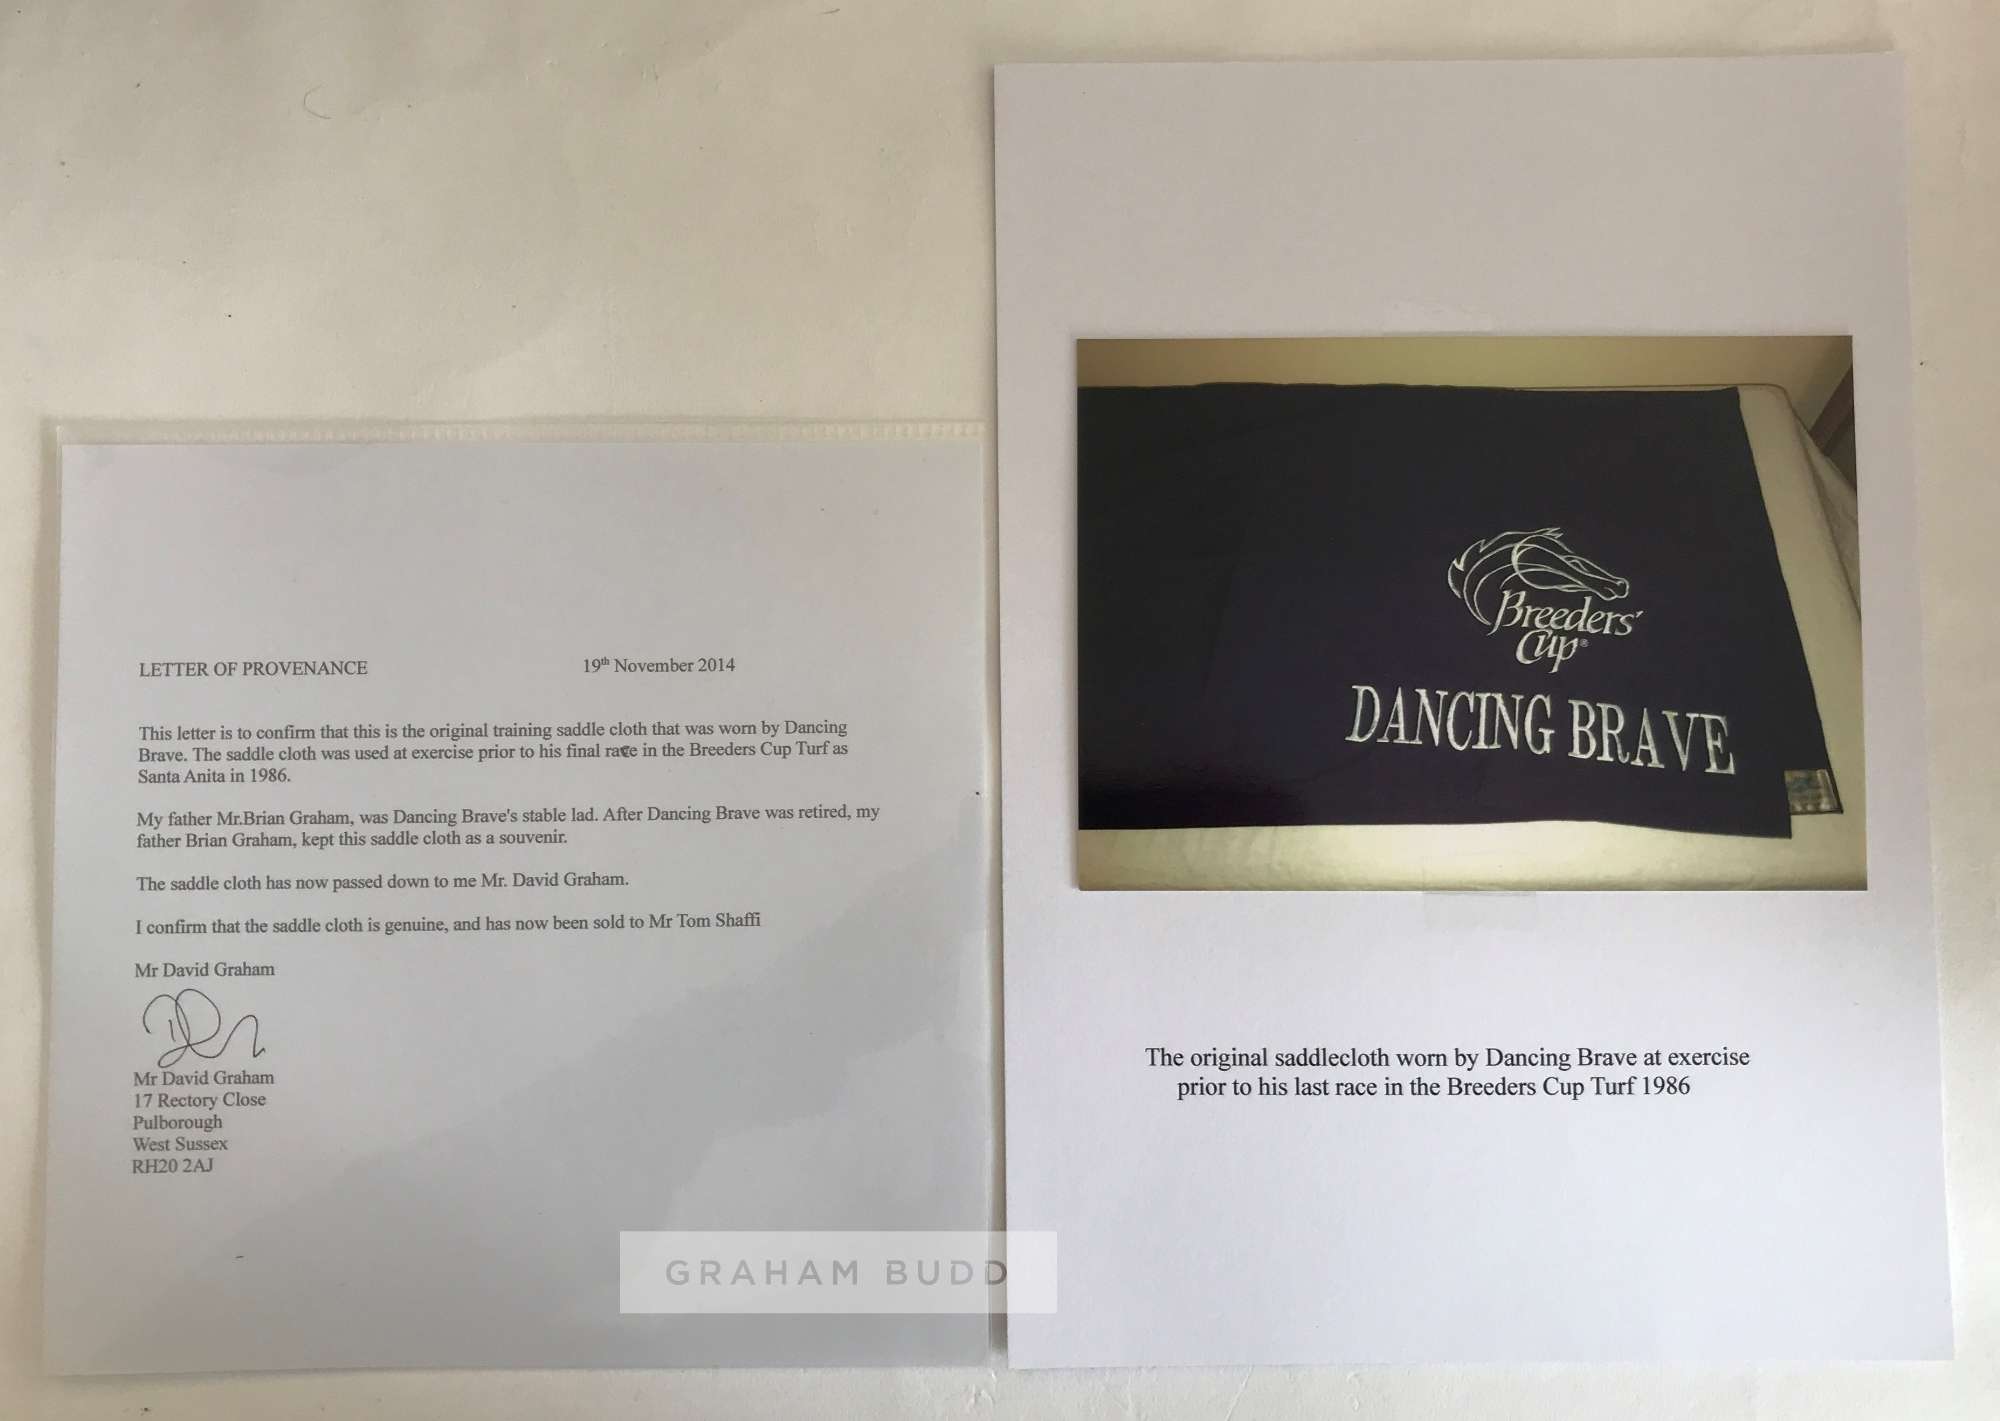 LETTER OF PROVENANCE 19th November 2014
This letter is to confirm that this is the original training saddle cloth that was worn by Dancing
Brave. The saddle cloth was used at exercise prior to his final race in the Breeders Cup Turf as
Santa Anita in 1986.
My father Mr.Brian Graham, was Dancing Brave's stable lad. After Dancing Brave was retired, my
father Brian Graham, kept this saddle cloth as a souvenir.
The saddle cloth has now passed down to me Mr. David Graham.
I confirm that the saddle cloth is genuine, and has now been sold to Mr Tom Shaffi
Mr David Graham
Mr David Graham
17 Rectory Close
Pulborough
West Sussex
RH20 2AJ
Breeders'
Cup®
DANCING BRAVE
The original saddlecloth worn by Dancing Brave at exercise
prior to his last race in the Breeders Cup Turf 1986
GRAHAM BUDD